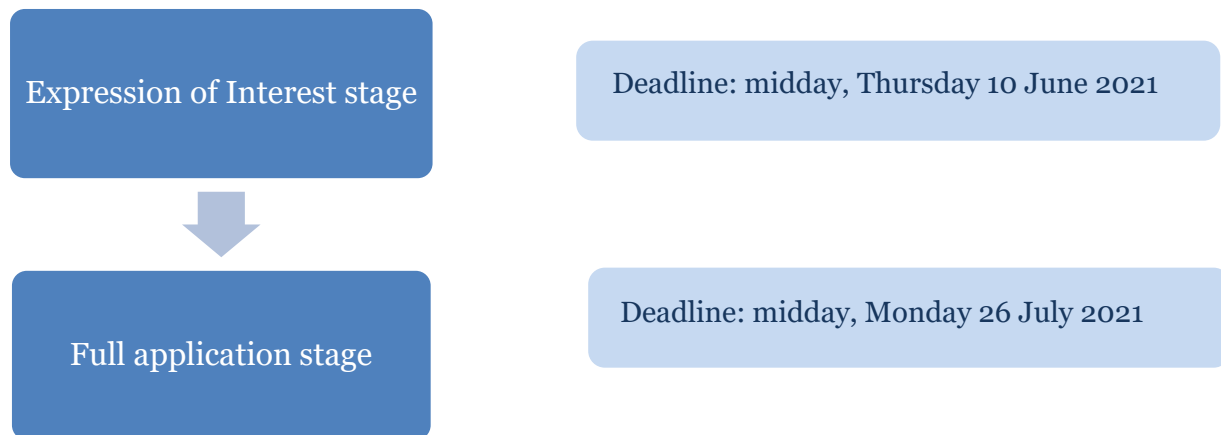 Expression of Interest stage
Deadline: midday, Thursday 10 June 2021
Full application stage
Deadline: midday, Monday 26 July 2021